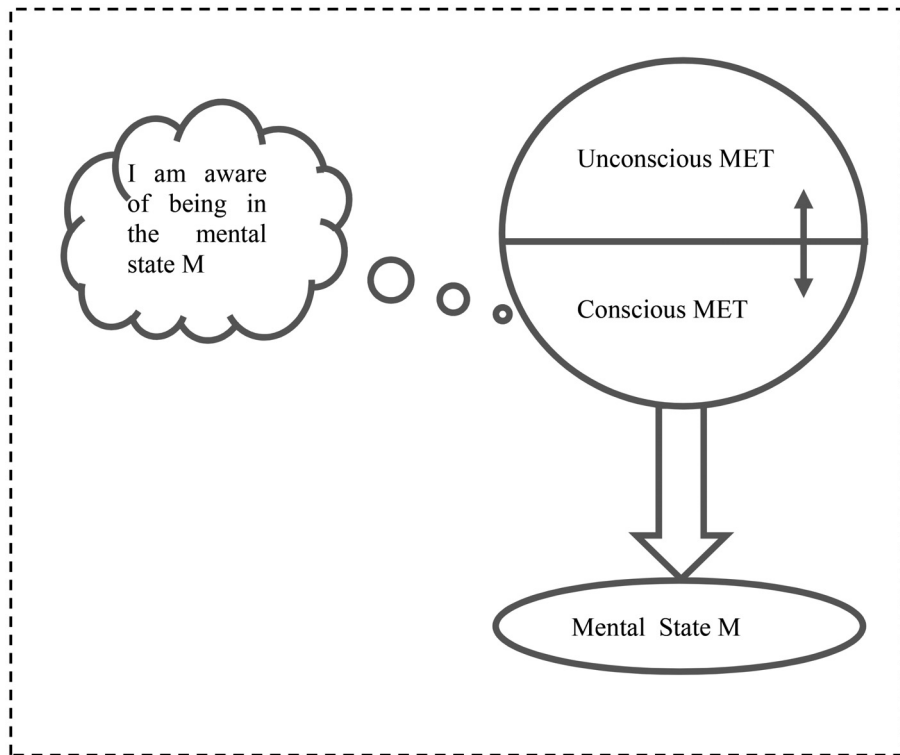 I am aware
of being in
the mental
state M
Unconscious MET
Conscious MET
Mental State M